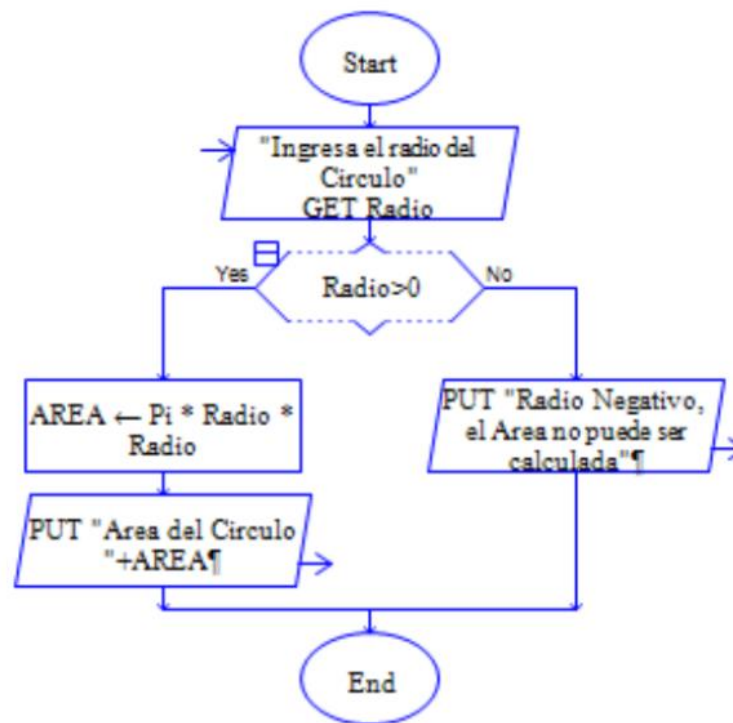 Start
"Ingresa el radio del
Circulo"
GET Radio
Yes
Radio>0
No
AREA ← Pi * Radio *
Radio
PUT "Radio Negativo,
el Area no puede ser
calculada"¶
PUT "Area del Circulo
"+AREA¶
End